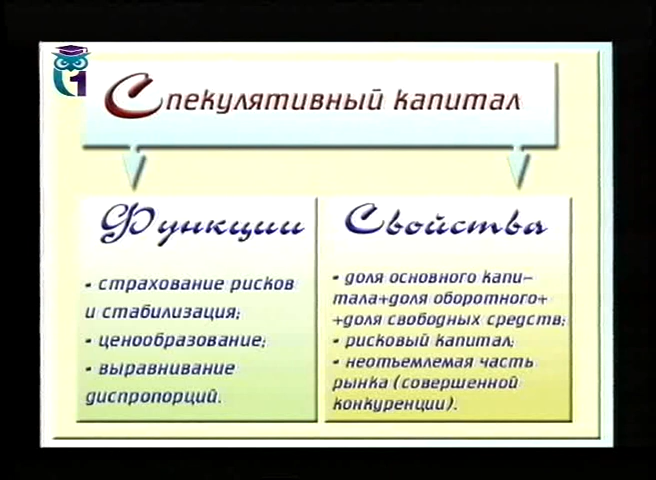 1
Спекулятивный капитал
Функции
- страхование рисков
и стабилизация;
- ценообразование;
- выравнивание
диспропорций.
Свойства
- доля основного капи-
тала+доля оборотного+
+доля свободных средств;
- рисковый капитал;
- неотъемлемая часть
рынка (совершенной
конкуренции).